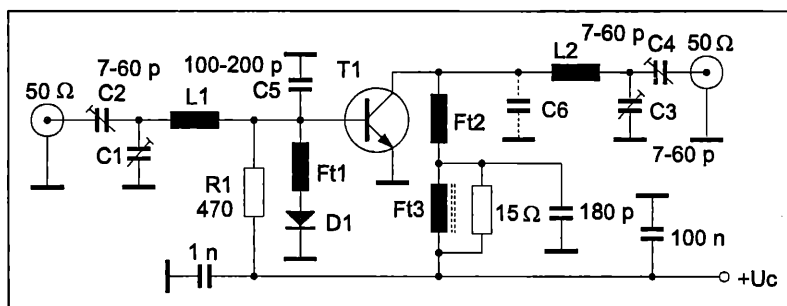 50 Ω
7-60 p
C2
C1
L1
100-200 p
C5
T1
R1
470
Ft1
D1
1 n
Ft2
Ft3
15 Ω
180 p
C6
L2
7-60 p
C4
50 Ω
C3
7-60 p
100 n
+Uc